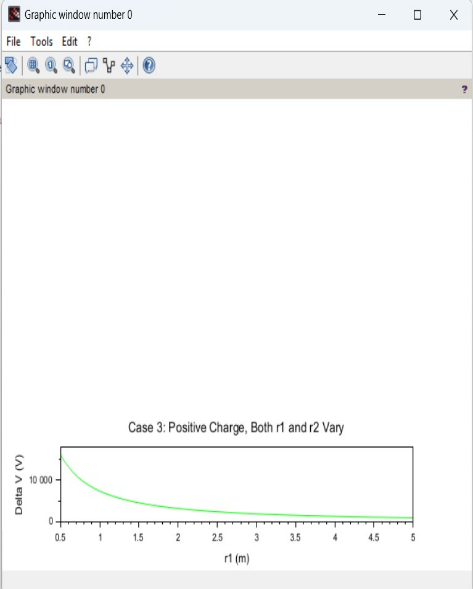 Graphic window number 0
File Tools Edit ?
Graphic window number 0 ?
Case 3: Positive Charge, Both r1 and r2 Vary
Delta V (V)
10 000
0
0.5 1 1.5 2 2.5 3 3.5 4 4.5 5
r1 (m)